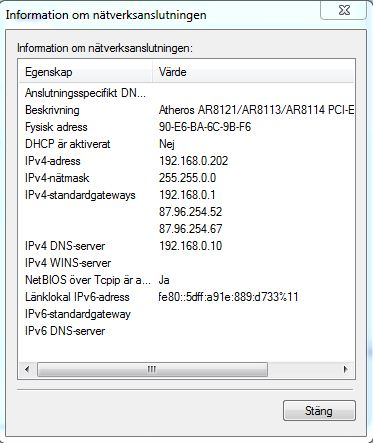 Information om nätverksanslutningen
Information om nätverksanslutningen:
Egenskap Värde
Anslutningsspecifikt DN...
Beskrivning Atheros AR8121/AR8113/AR8114 PCI-E
Fysisk adress 90-E6-BA-6C-9B-F6
DHCP är aktiverat Nej
IPv4-adress 192.168.0.202
IPv4-nätmask 255.255.0.0
IPv4-standardgateways 192.168.0.1
87.96.254.52
87.96.254.67
IPv4 DNS-server 192.168.0.10
IPv4 WINS-server
NetBIOS över Tcpip är a... Ja
Länklokal IPv6-adress fe80::5dff:a91e:889:d733%11
IPv6-standardgateway
IPv6 DNS-server
Stäng